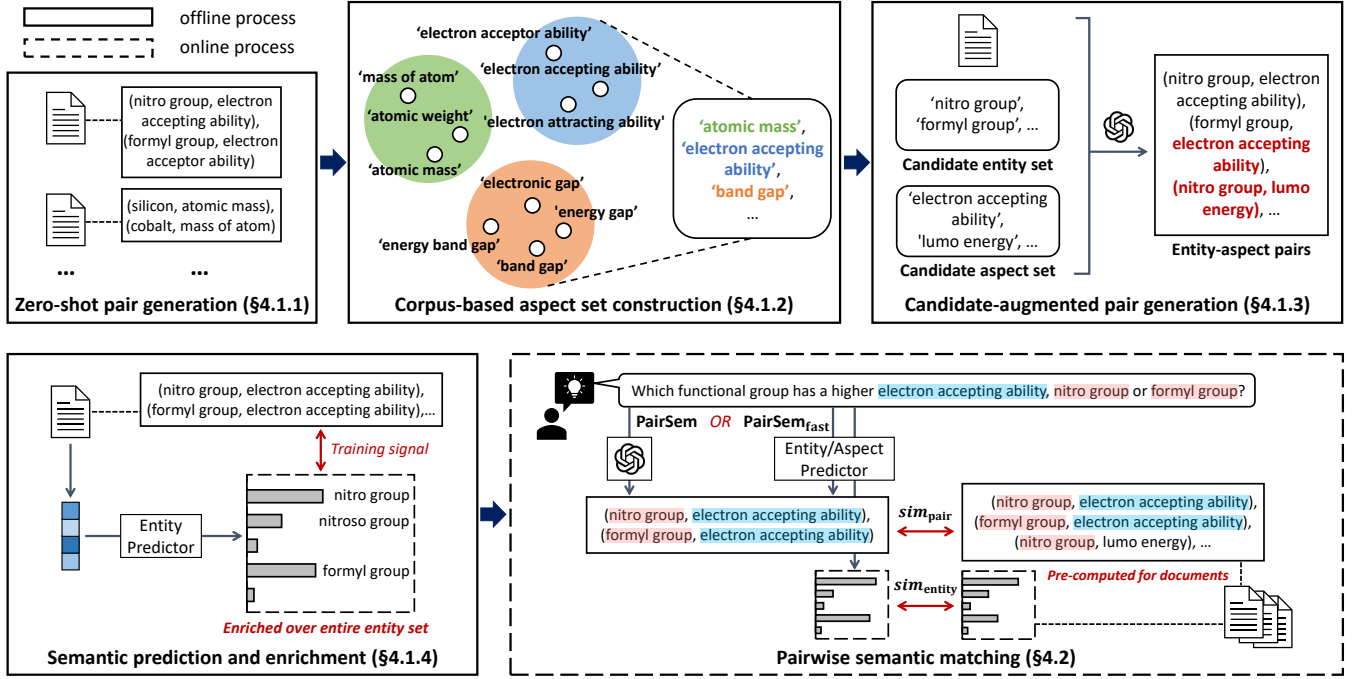 offline process
online process
(nitro group, electron
accepting ability),
(formyl group, electron
acceptor ability)
(silicon, atomic mass),
(cobalt, mass of atom)
...
...
Zero-shot pair generation (§4.1.1)
‘electron acceptor ability’
‘mass of atom’
‘electron accepting ability’
‘atomic weight’
'electron attracting ability'
‘atomic mass’
‘electronic gap’
'energy gap’
‘energy band gap’
‘band gap’
‘atomic mass’,
‘electron accepting
ability’,
‘band gap’,
...
Corpus-based aspect set construction (§4.1.2)
‘nitro group’,
‘formyl group’, ...
Candidate entity set
‘electron accepting
ability’,
'lumo energy’, ...
Candidate aspect set
(nitro group, electron
accepting ability),
(formyl group,
electron accepting
ability),
(nitro group, lumo
energy), ...
Entity-aspect pairs
Candidate-augmented pair generation (§4.1.3)
(nitro group, electron accepting ability),
(formyl group, electron accepting ability),...
Training signal
nitro group
nitroso group
formyl group
Entity
Predictor
Enriched over entire entity set
Semantic prediction and enrichment (§4.1.4)
Which functional group has a higher electron accepting ability, nitro group or formyl group?
PairSem OR PairSem_fast
Entity/Aspect
Predictor
(nitro group, electron accepting ability),
(formyl group, electron accepting ability)
sim_pair
(nitro group, electron accepting ability),
(formyl group, electron accepting ability),
(nitro group, lumo energy), ...
sim_entity
Pre-computed for documents
Pairwise semantic matching (§4.2)